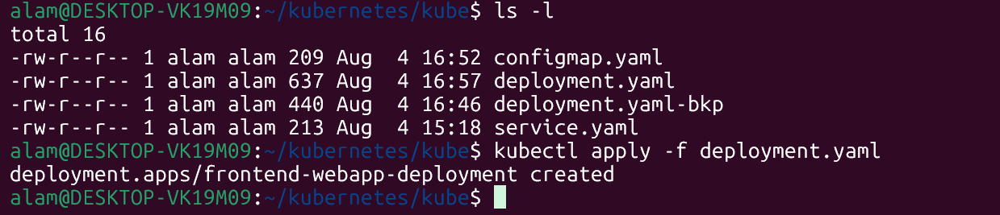 alam@DESKTOP-VK19M09:~/kubernetes/kube$ ls -l
total 16
-rw-r--r-- 1 alam alam 209 Aug  4 16:52 configmap.yaml
-rw-r--r-- 1 alam alam 637 Aug  4 16:57 deployment.yaml
-rw-r--r-- 1 alam alam 440 Aug  4 16:46 deployment.yaml-bkp
-rw-r--r-- 1 alam alam 213 Aug  4 15:18 service.yaml
alam@DESKTOP-VK19M09:~/kubernetes/kube$ kubectl apply -f deployment.yaml
deployment.apps/frontend-webapp-deployment created
alam@DESKTOP-VK19M09:~/kubernetes/kube$